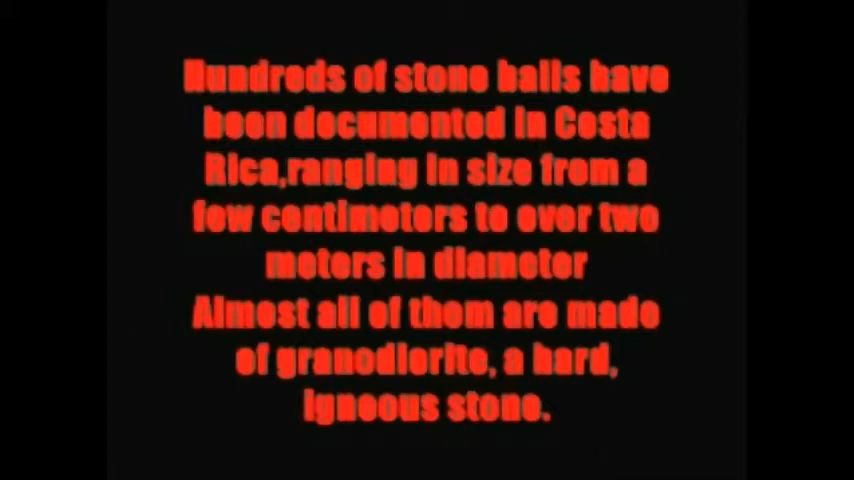 Hundreds of stone balls have
been documented in Costa
Rica,ranging in size from a
few centimeters to over two
meters in diameter
Almost all of them are made
of granodiorite, a hard,
igneous stone.